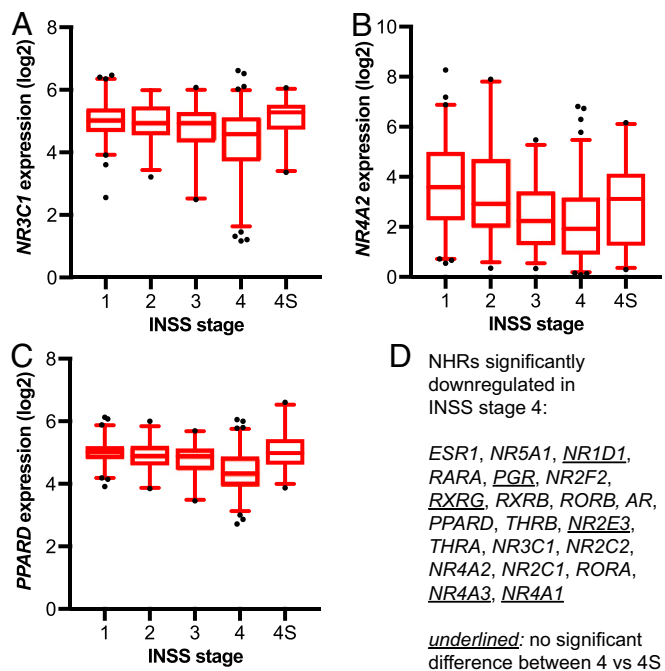 A
NR3C1 expression (log2)
8
6
4
2
0
1 2 3 4 4S
INSS stage
B
NR4A2 expression (log2)
10
8
6
4
2
0
1 2 3 4 4S
INSS stage
C
PPARD expression (log2)
8
6
4
2
0
1 2 3 4 4S
INSS stage
D
NHRs significantly
downregulated in
INSS stage 4:
ESR1, NR5A1, NR1D1,
RARA, PGR, NR2F2,
RXRG, RXRB, RORB, AR,
PPARD, THRB, NR2E3,
THRA, NR3C1, NR2C2,
NR4A2, NR2C1, RORA,
NR4A3, NR4A1
underlined: no significant
difference between 4 vs 4S